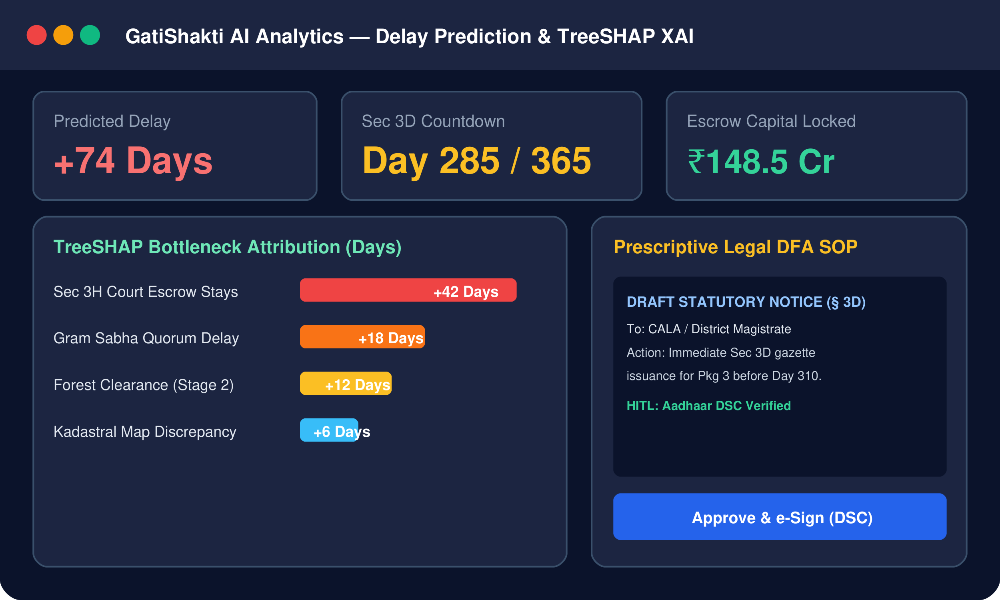 GatiShakti AI Analytics — Delay Prediction & TreeSHAP XAI
Predicted Delay
+74 Days
Sec 3D Countdown
Day 285 / 365
Escrow Capital Locked
₹148.5 Cr
TreeSHAP Bottleneck Attribution (Days)
Sec 3H Court Escrow Stays
+42 Days
Gram Sabha Quorum Delay
+18 Days
Forest Clearance (Stage 2)
+12 Days
Kadastral Map Discrepancy
+6 Days
Prescriptive Legal DFA SOP
DRAFT STATUTORY NOTICE (§ 3D)
To: CALA / District Magistrate
Action: Immediate Sec 3D gazette
issuance for Pkg 3 before Day 310.
HITL: Aadhaar DSC Verified
Approve & e-Sign (DSC)